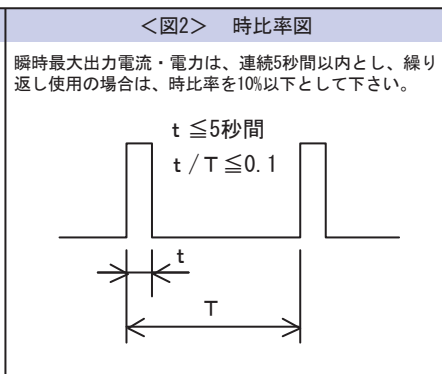 <図2> 時比率図
瞬時最大出力電流・電力は、連続5秒間以内とし、繰り
返し使用の場合は、時比率を10%以下として下さい。
t ≦5秒間
t/T≦0.1
t
T